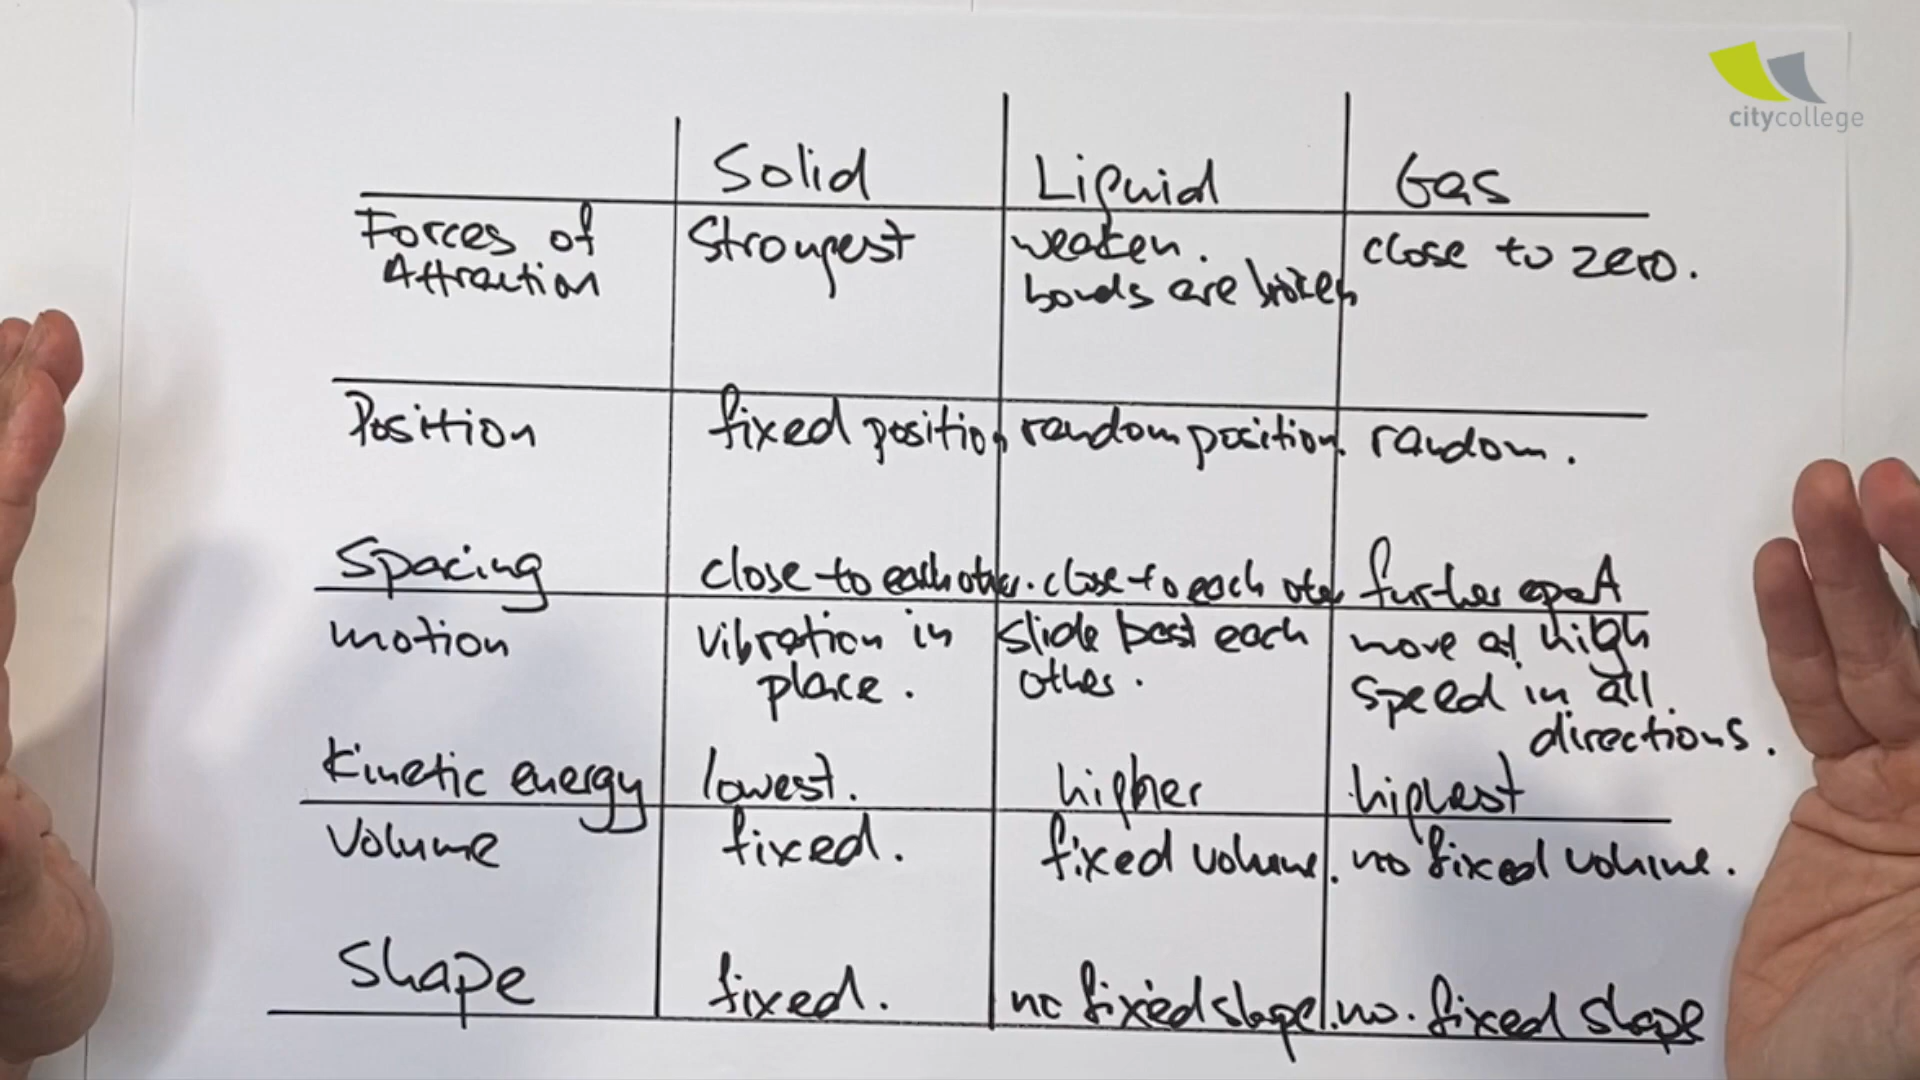 citycollege
Solid Liquid Gas
Forces of Attraction Strongest weaken. bonds are broken close to zero.
Position fixed position random position. random.
Spacing close to each other. close to each other further apart
motion vibration in place. slide past each other. move at high speed in all directions.
Kinetic energy lowest. higher highest
Volume fixed. fixed volume. no fixed volume.
Shape fixed. no fixed shape. no. fixed shape